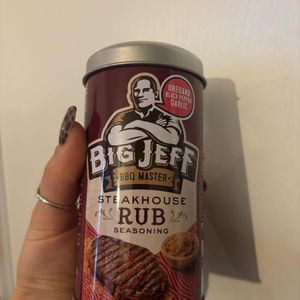 OREGANO
BLACK PEPPER
GARLIC
BIG JEFF
BBQ MASTER
STEAKHOUSE
RUB
SEASONING